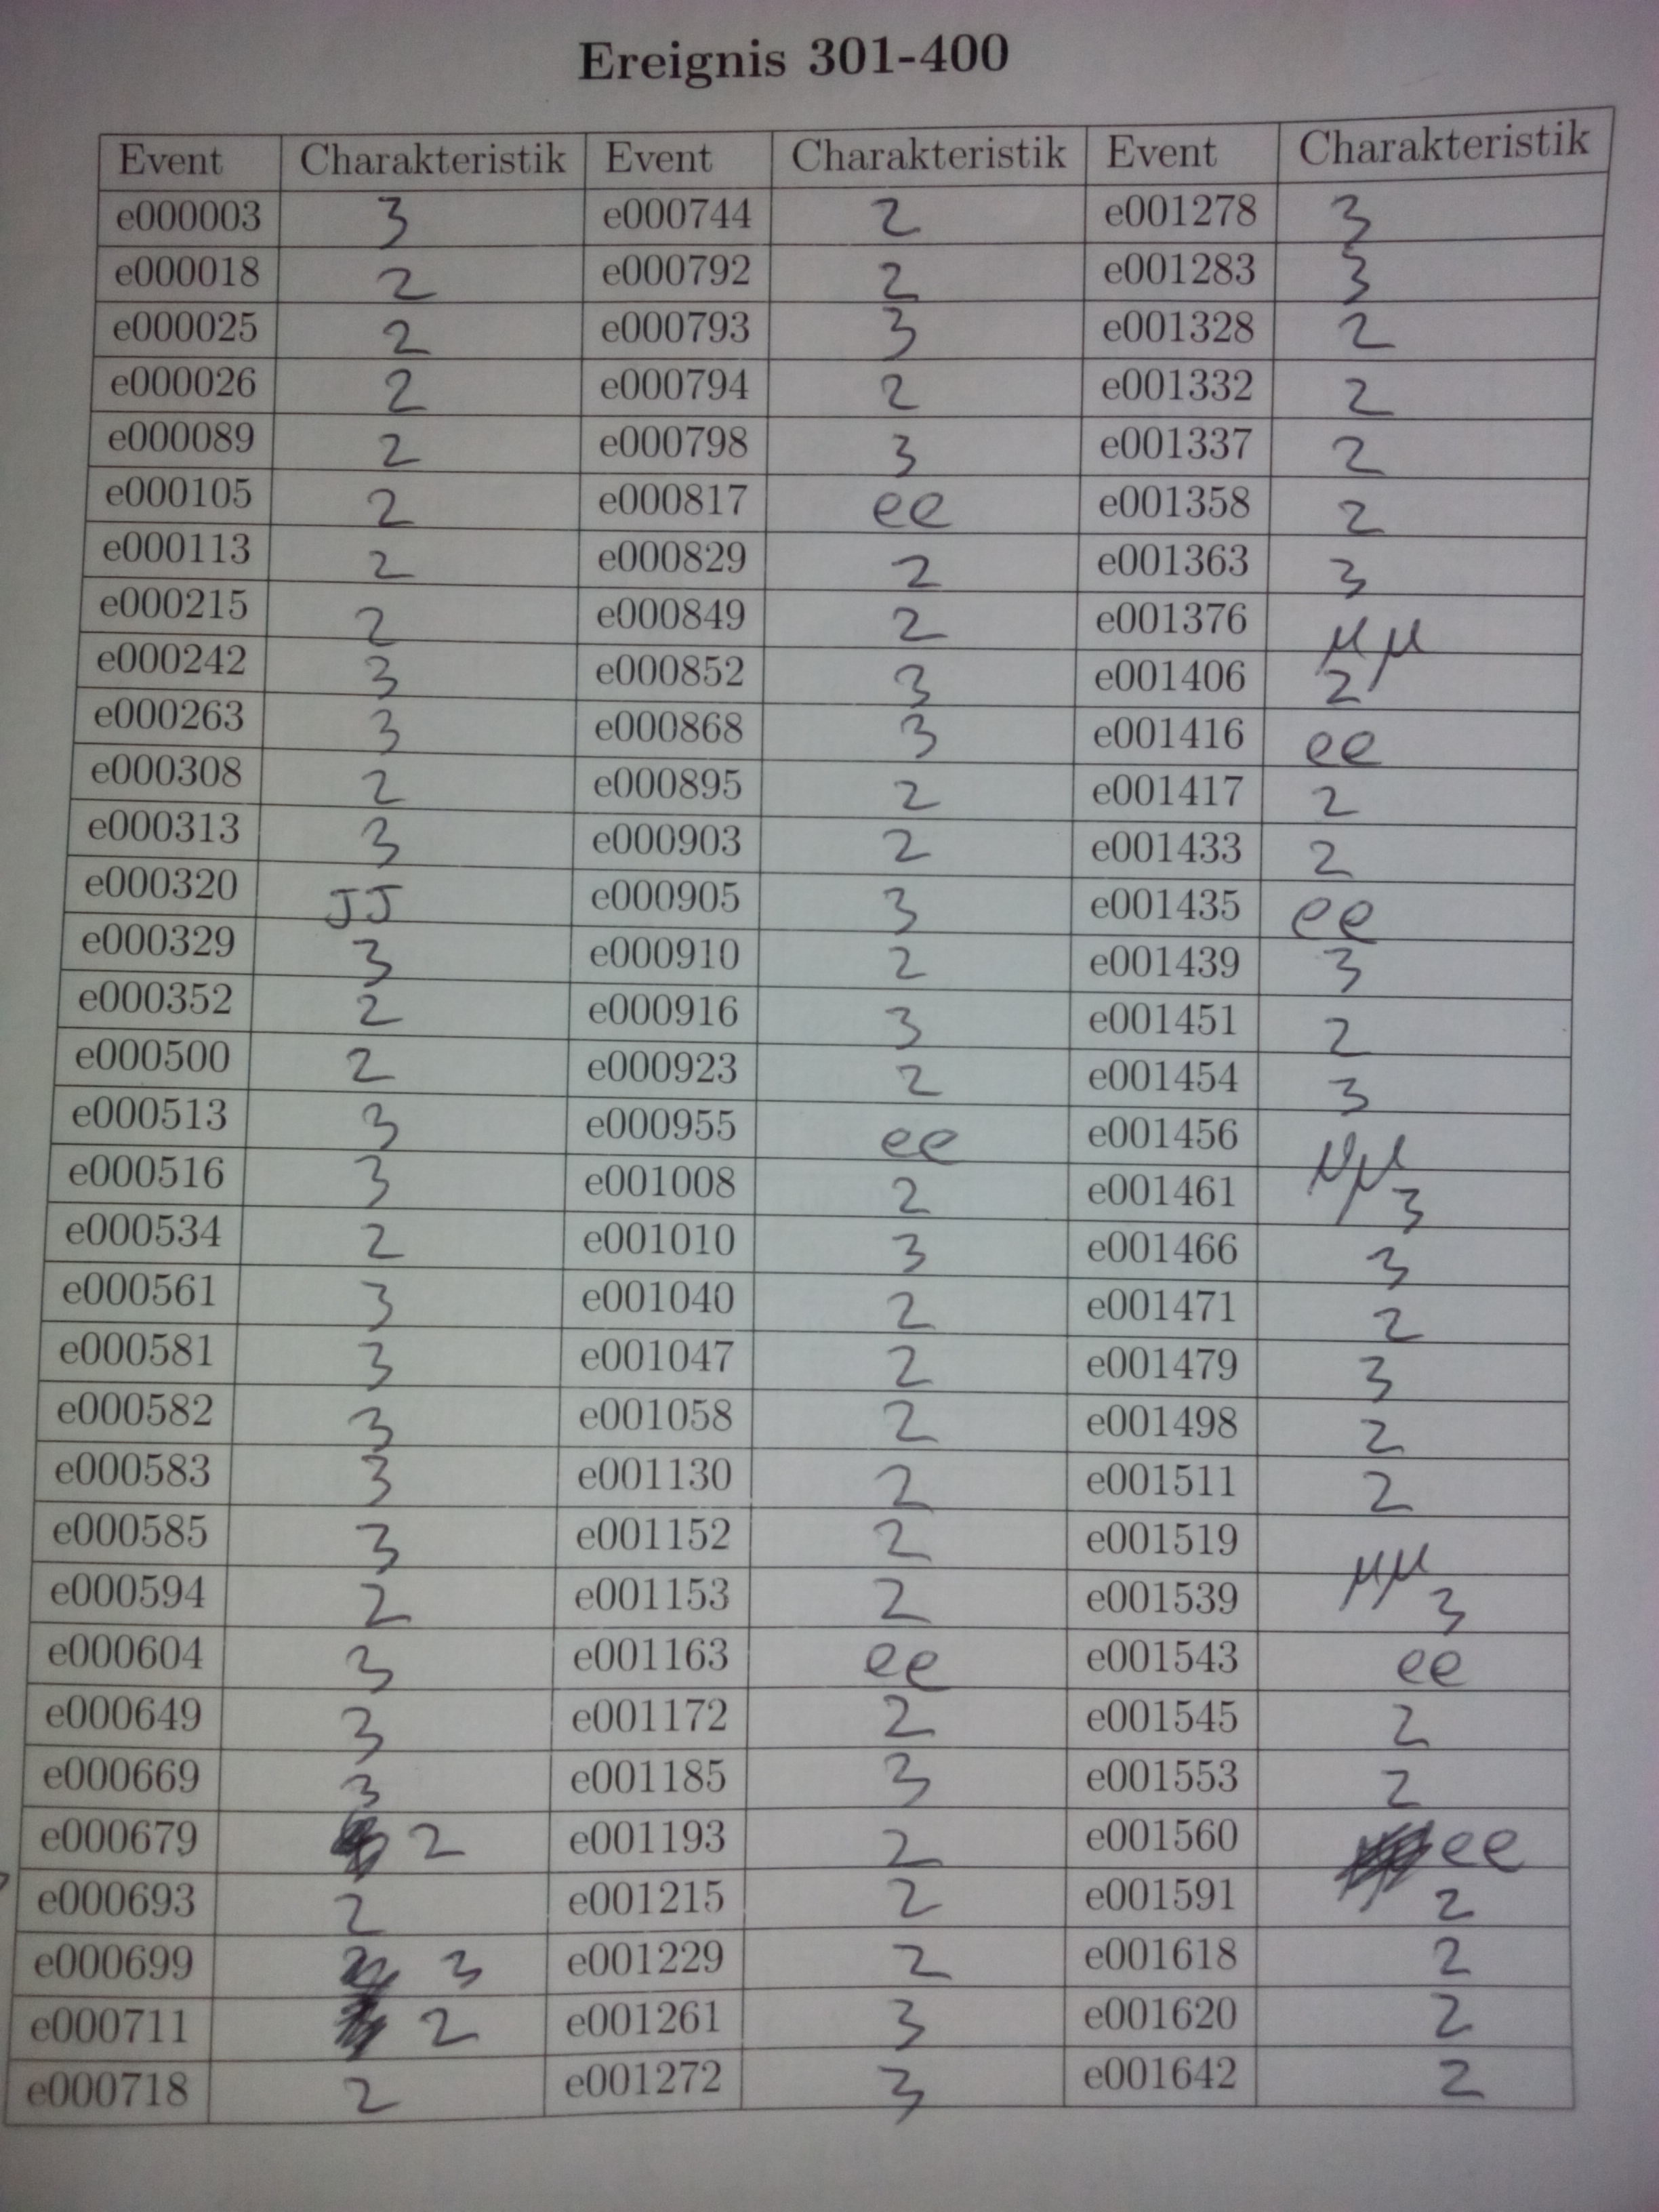 Ereignis 301-400
Event Charakteristik Event Charakteristik Event Charakteristik
e000003 3 e000744 2 e001278 3
e000018 2 e000792 2 e001283 3
e000025 2 e000793 3 e001328 2
e000026 2 e000794 2 e001332 2
e000089 2 e000798 3 e001337 2
e000105 2 e000817 ee e001358 2
e000113 2 e000829 2 e001363 3
e000215 2 e000849 2 e001376 μμ
e000242 3 e000852 3 e001406 2
e000263 3 e000868 3 e001416 ee
e000308 2 e000895 2 e001417 2
e000313 3 e000903 2 e001433 2
e000320 JJ e000905 3 e001435 ee
e000329 3 e000910 2 e001439 3
e000352 2 e000916 3 e001451 2
e000500 2 e000923 2 e001454 3
e000513 3 e000955 ee e001456 μμ
e000516 3 e001008 2 e001461 3
e000534 2 e001010 3 e001466 3
e000561 3 e001040 2 e001471 2
e000581 3 e001047 2 e001479 3
e000582 3 e001058 2 e001498 2
e000583 3 e001130 2 e001511 2
e000585 3 e001152 2 e001519 μμ
e000594 2 e001153 2 e001539 3
e000604 3 e001163 ee e001543 ee
e000649 3 e001172 2 e001545 2
e000669 3 e001185 3 e001553 2
e000679 2 e001193 2 e001560 ee
e000693 2 e001215 2 e001591 2
e000699 3 e001229 2 e001618 2
e000711 2 e001261 3 e001620 2
e000718 2 e001272 3 e001642 2